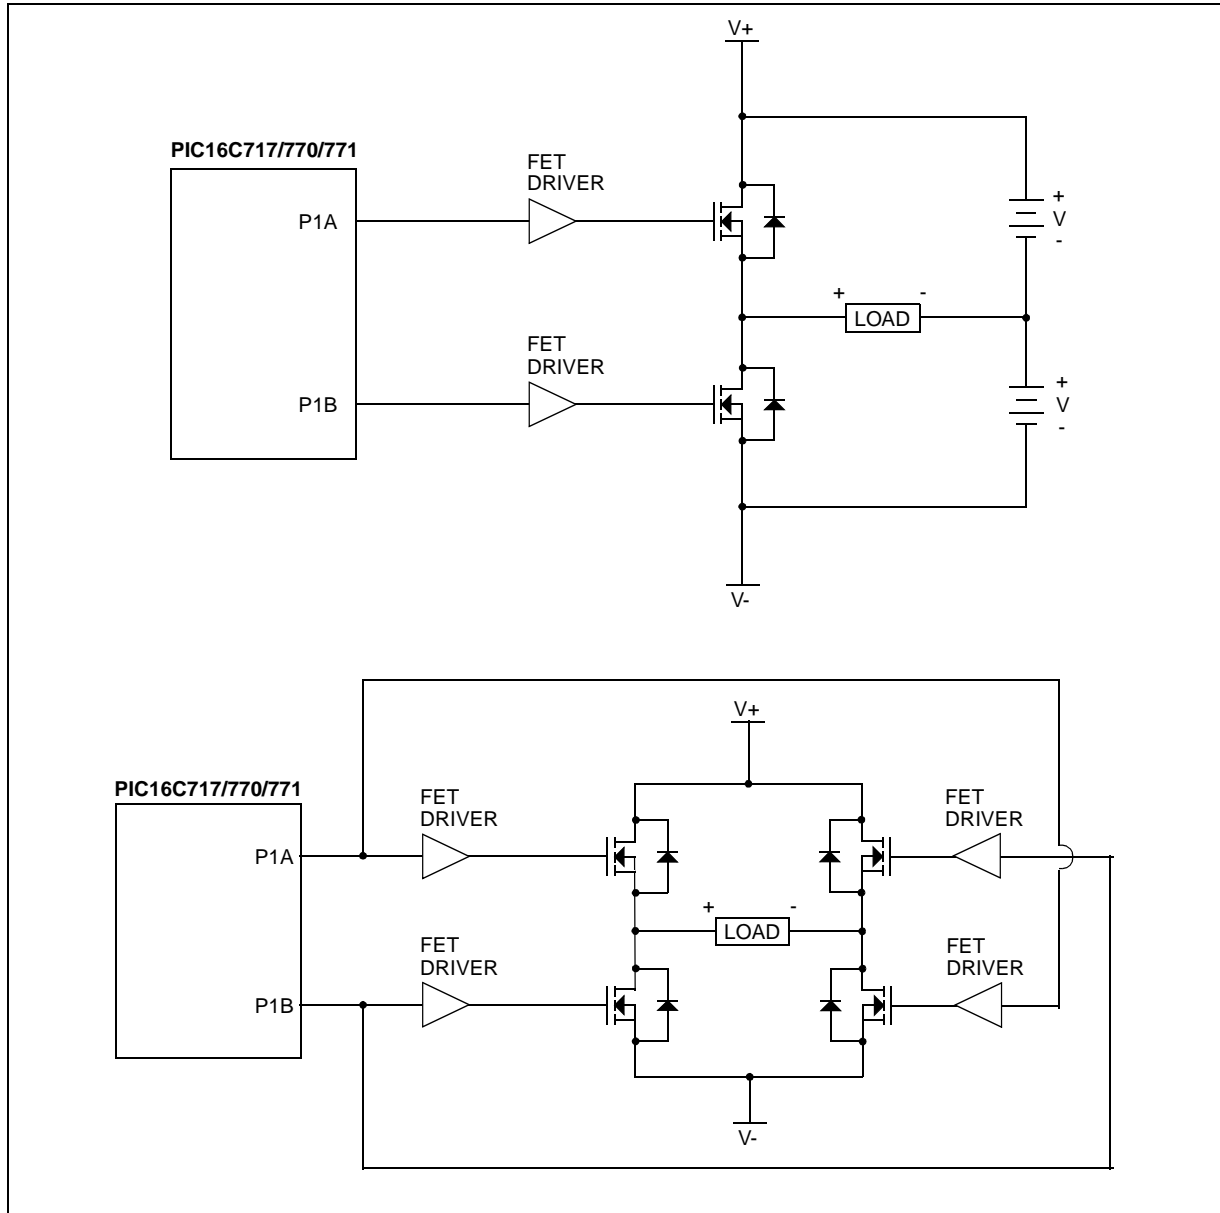 V+
PIC16C717/770/771
FET
DRIVER
P1A
+
V
-
+ -
LOAD
FET
DRIVER
P1B
+
V
-
V-
V+
PIC16C717/770/771
FET
DRIVER
FET
DRIVER
P1A
+ -
LOAD
FET
DRIVER
FET
DRIVER
P1B
V-